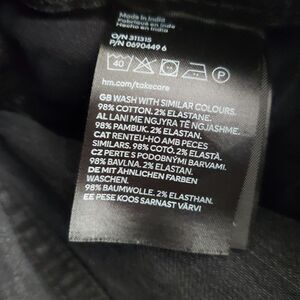 Made in India
Fabriqué en Inde
Hecho en India
O/N 311315
P/N 0690449 6
40
P
hm.com/takecare
GB WASH WITH SIMILAR COLOURS.
98% COTTON, 2% ELASTANE.
AL LANI ME NGJYRA TË NGJASHME.
98% PAMBUK, 2% ELASTAN.
CAT RENTEU-HO AMB PECES
SIMILARS. 98% COTÓ, 2% ELASTÀ.
CZ PERTE S PODOBNÝMI BARVAMI.
98% BAVLNA, 2% ELASTAN.
DE MIT ÄHNLICHEN FARBEN
WASCHEN.
98% BAUMWOLLE, 2% ELASTHAN.
EE PESE KOOS SARNAST VÄRVI